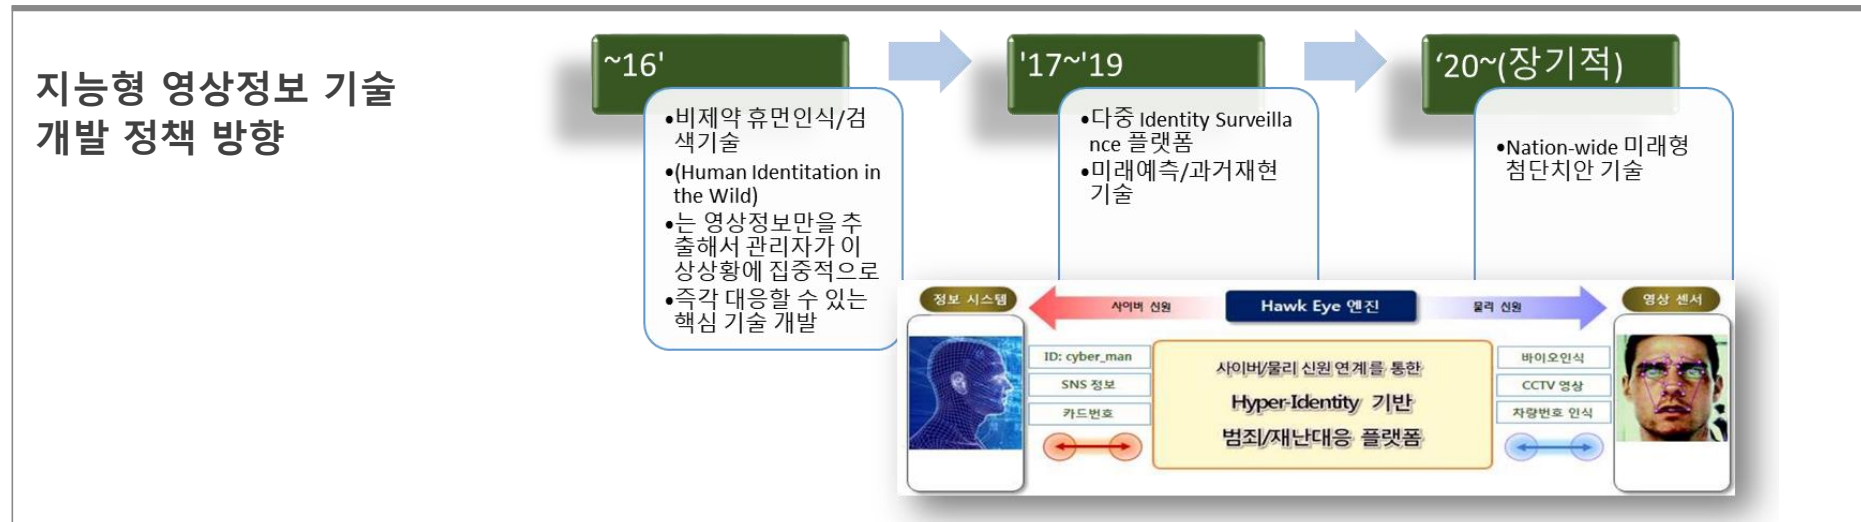 지능형 영상정보 기술
개발 정책 방향
~16'
•비제약 휴먼인식/검
색기술
•(Human Identitation in
the Wild)
•는 영상정보만을 추
출해서 관리자가 이
상상황에 집중적으로
•즉각 대응할 수 있는
핵심 기술 개발
'17~'19
•다중 Identity Surveilla
nce 플랫폼
•미래예측/과거재현
기술
‘20~(장기적)
•Nation-wide 미래형
첨단치안 기술
정보 시스템
사이버 신원
Hawk Eye 엔진
물리 신원
영상 센서
ID: cyber_man
SNS 정보
카드번호
사이버/물리 신원 연계를 통한
Hyper-Identity 기반
범죄/재난대응 플랫폼
바이오인식
CCTV 영상
차량번호 인식